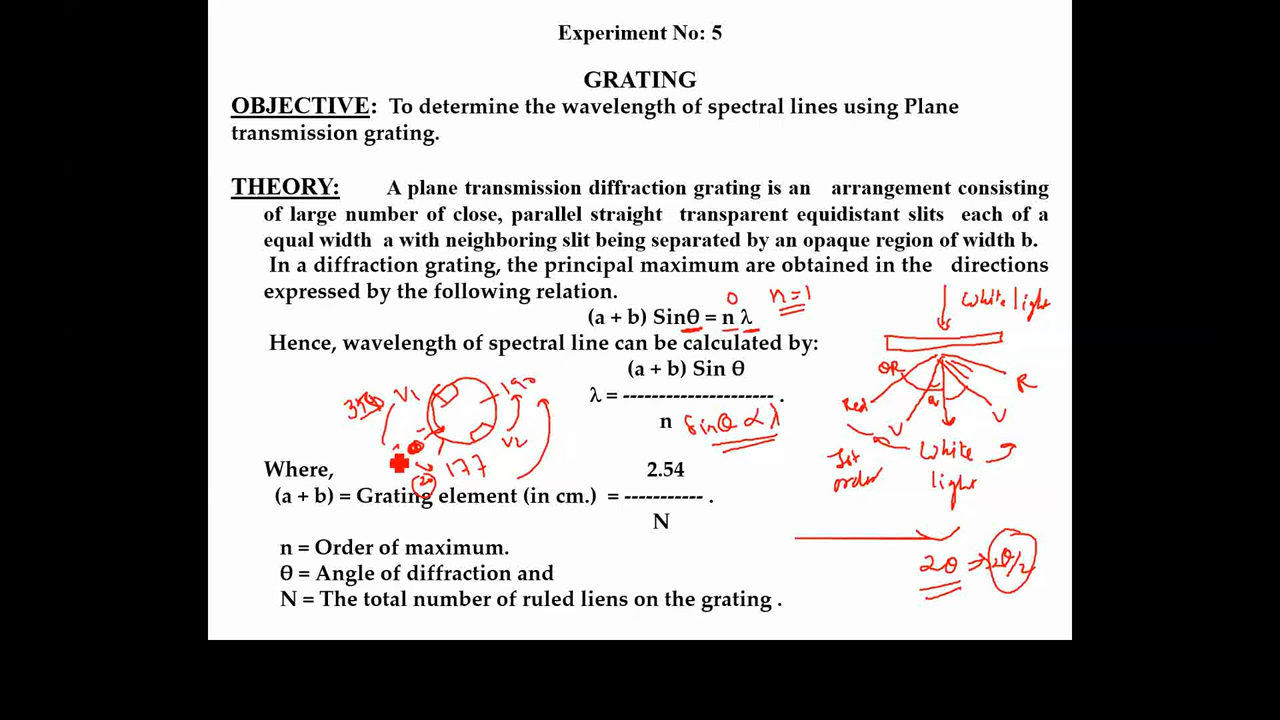 Experiment No: 5
GRATING
OBJECTIVE: To determine the wavelength of spectral lines using Plane
transmission grating.
THEORY: A plane transmission diffraction grating is an arrangement consisting
of large number of close, parallel straight transparent equidistant slits each of a
equal width a with neighboring slit being separated by an opaque region of width b.
In a diffraction grating, the principal maximum are obtained in the directions
expressed by the following relation.
0 n=1
(a + b) Sinθ = n λ
White light
Hence, wavelength of spectral line can be calculated by:
(a + b) Sin θ
λ = --------------------- .
n sinθ ∝ λ
V1 190
V2
177
20
R
Red V V
White
light
1st
order
Where,
2.54
(a + b) = Grating element (in cm.) = ----------- .
N
n = Order of maximum.
2θ ⇒ 2θ/2
θ = Angle of diffraction and
N = The total number of ruled liens on the grating .